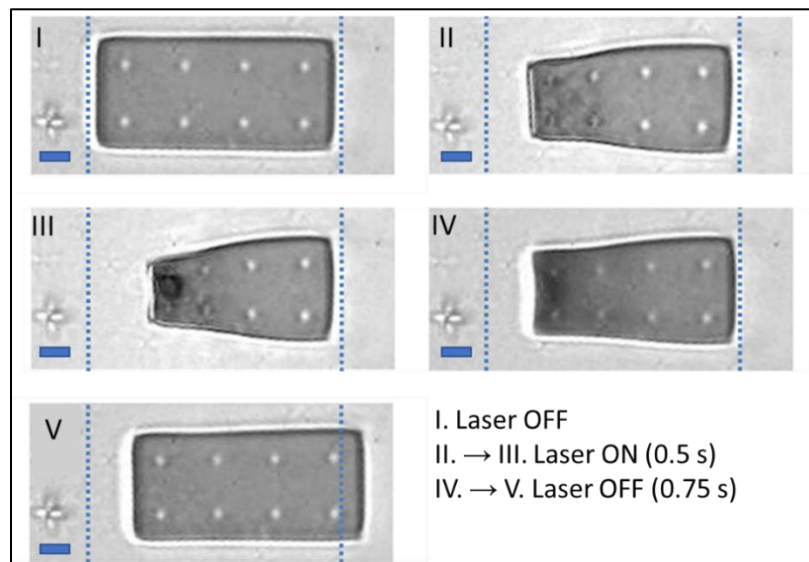 I
II
III
IV
V
I. Laser OFF
II. → III. Laser ON (0.5 s)
IV. → V. Laser OFF (0.75 s)